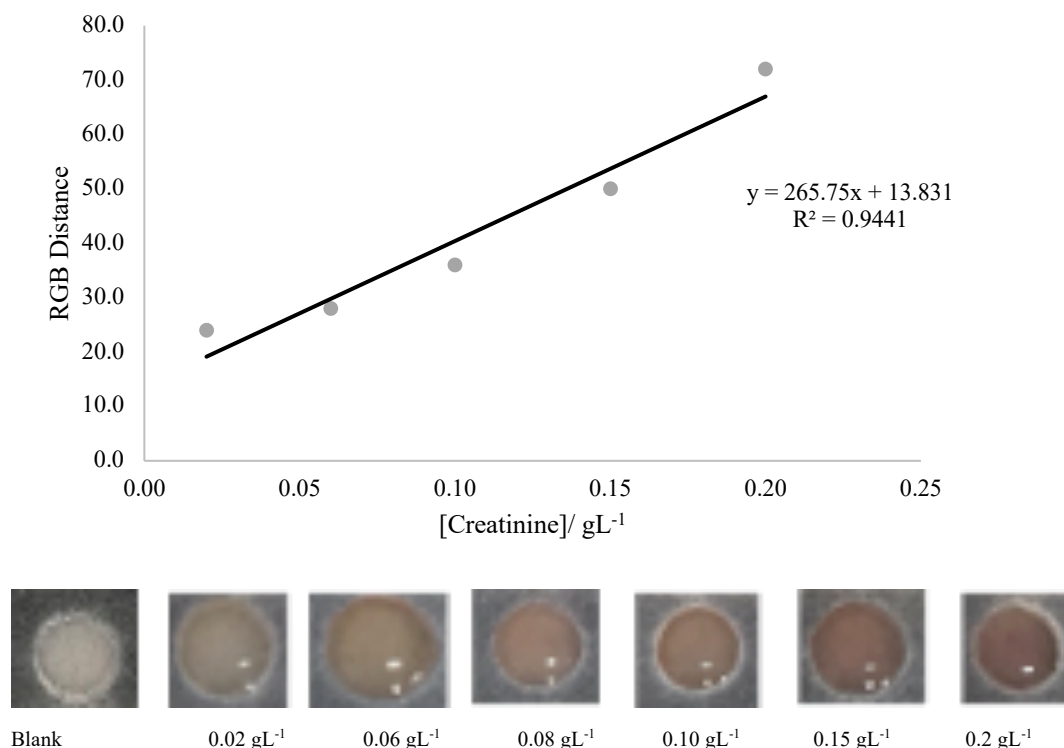 80.0
70.0
60.0
50.0
40.0
30.0
20.0
10.0
0.0
RGB Distance
y = 265.75x + 13.831
R² = 0.9441
0.00 0.05 0.10 0.15 0.20 0.25
[Creatinine]/ gL⁻¹
Blank 0.02 gL⁻¹ 0.06 gL⁻¹ 0.08 gL⁻¹ 0.10 gL⁻¹ 0.15 gL⁻¹ 0.2 gL⁻¹